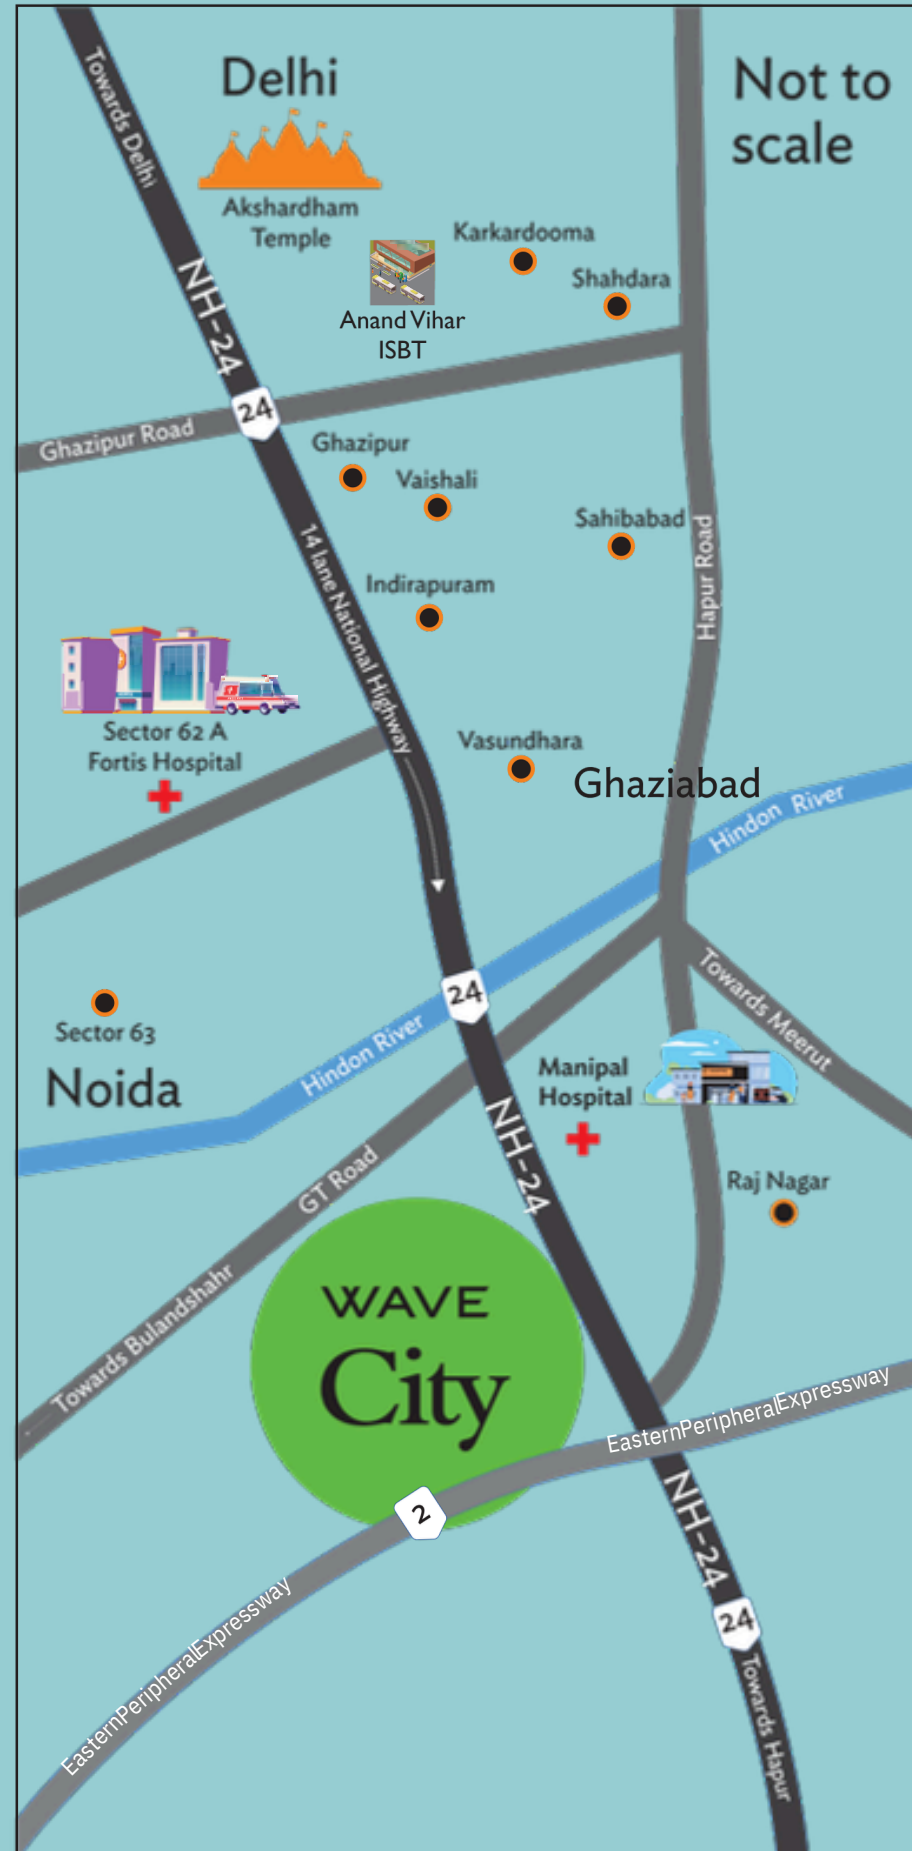 Towards Delhi
Delhi
Not to
scale
Akshardham
Temple
Karkardooma
Shahdara
NH-24
Anand Vihar
ISBT
24
Ghazipur Road
Ghazipur
Vaishali
Sahibabad
Hapur Road
14 lane National Highway
Indirapuram
Sector 62 A
Fortis Hospital
Vasundhara
Ghaziabad
Hindon River
24
Towards Meerut
Sector 63
Noida
Hindon River
Manipal
Hospital
NH-24
GT Road
Raj Nagar
Towards Bulandshahr
WAVE
City
EasternPeripheralExpressway
2
NH-24
EasternPeripheralExpressway
24
Towards Hapur